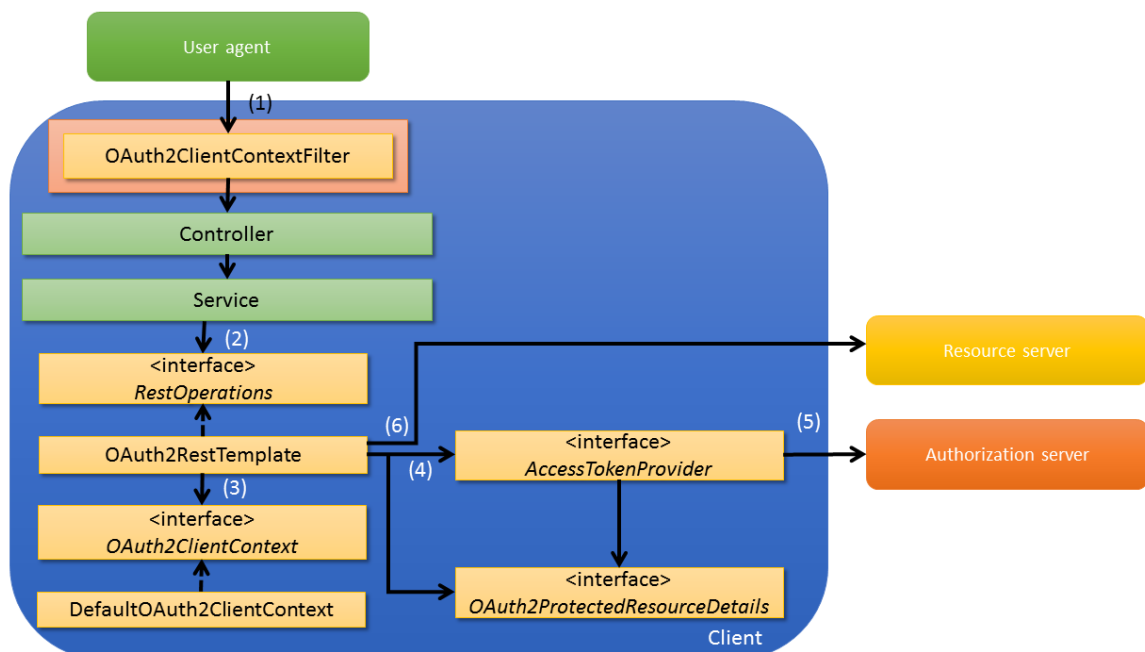 User agent
(1)
OAuth2ClientContextFilter
Controller
Service
(2)
<interface>
RestOperations
Resource server
(6)
OAuth2RestTemplate
(4)
<interface>
AccessTokenProvider
(5)
Authorization server
(3)
<interface>
OAuth2ClientContext
DefaultOAuth2ClientContext
<interface>
OAuth2ProtectedResourceDetails
Client